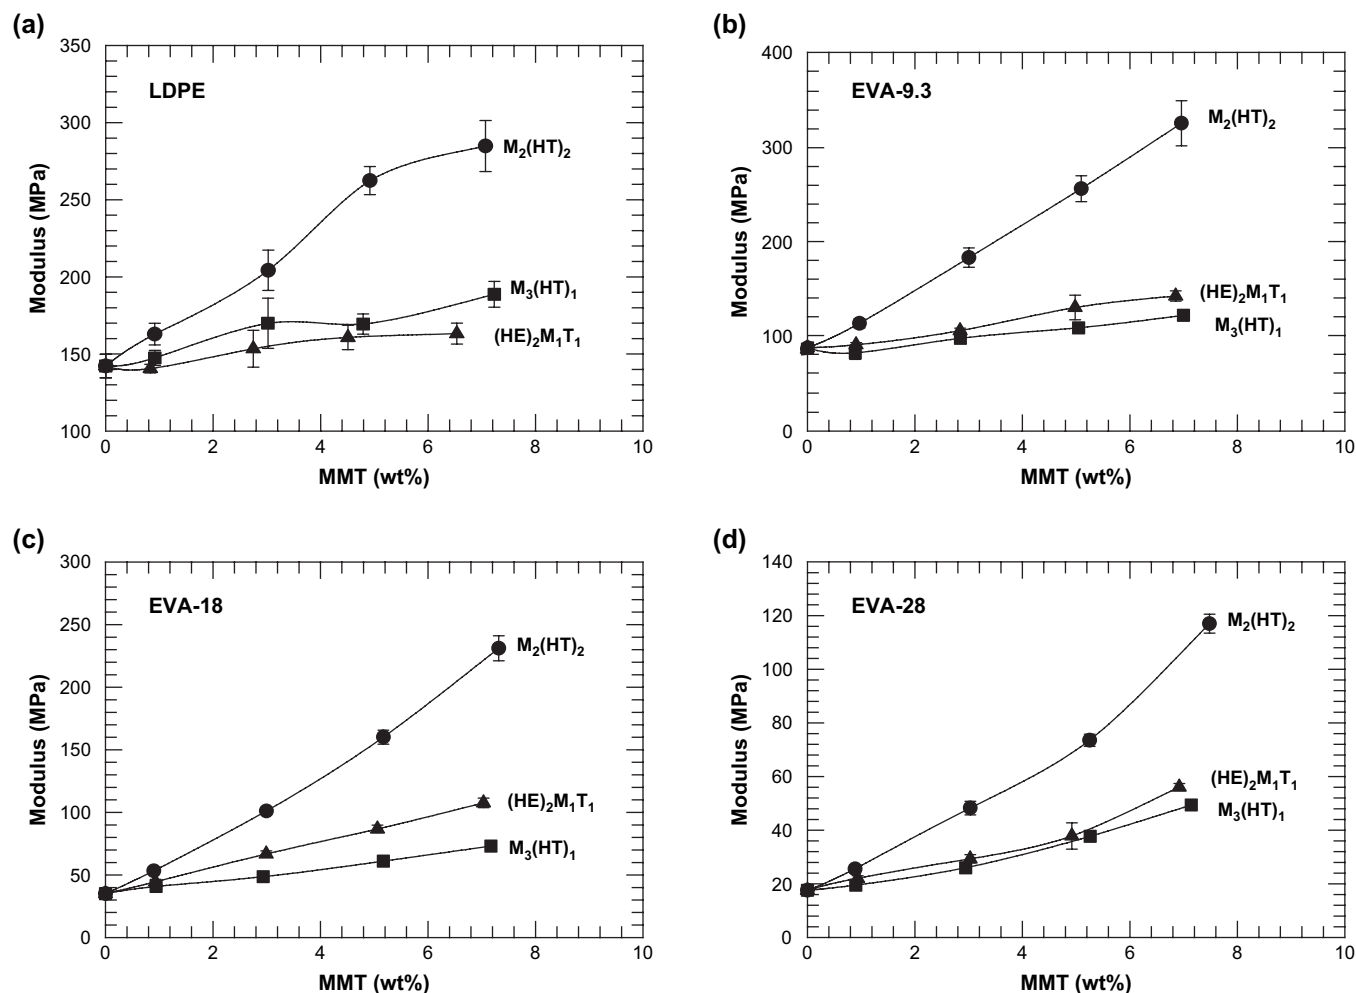 (a)
350
300
250
200
150
100
Modulus (MPa)
LDPE
M₂(HT)₂
M₃(HT)₁
(HE)₂M₁T₁
0 2 4 6 8 10
MMT (wt%)
(b)
400
300
200
100
0
Modulus (MPa)
EVA-9.3
M₂(HT)₂
(HE)₂M₁T₁
M₃(HT)₁
0 2 4 6 8 10
MMT (wt%)
(c)
300
250
200
150
100
50
0
Modulus (MPa)
EVA-18
M₂(HT)₂
(HE)₂M₁T₁
M₃(HT)₁
0 2 4 6 8 10
MMT (wt%)
(d)
140
120
100
80
60
40
20
0
Modulus (MPa)
EVA-28
M₂(HT)₂
(HE)₂M₁T₁
M₃(HT)₁
0 2 4 6 8 10
MMT (wt%)